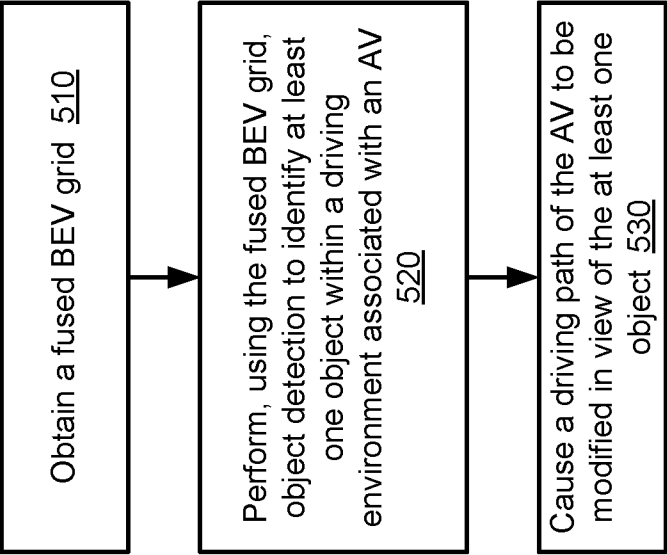 Obtain a fused BEV grid 510
Perform, using the fused BEV grid,
object detection to identify at least
one object within a driving
environment associated with an AV
520
Cause a driving path of the AV to be
modified in view of the at least one
object 530